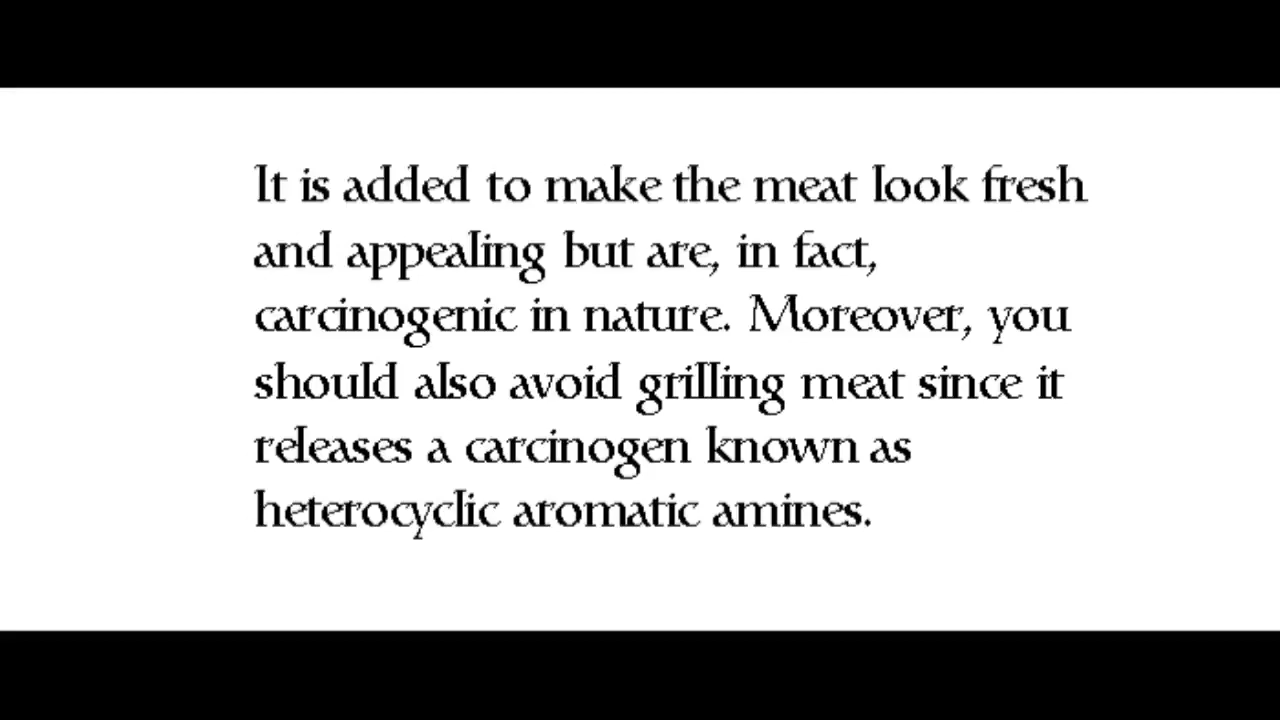 It is added to make the meat look fresh
and appealing but are, in fact,
carcinogenic in nature. Moreover, you
should also avoid grilling meat since it
releases a carcinogen known as
heterocyclic aromatic amines.